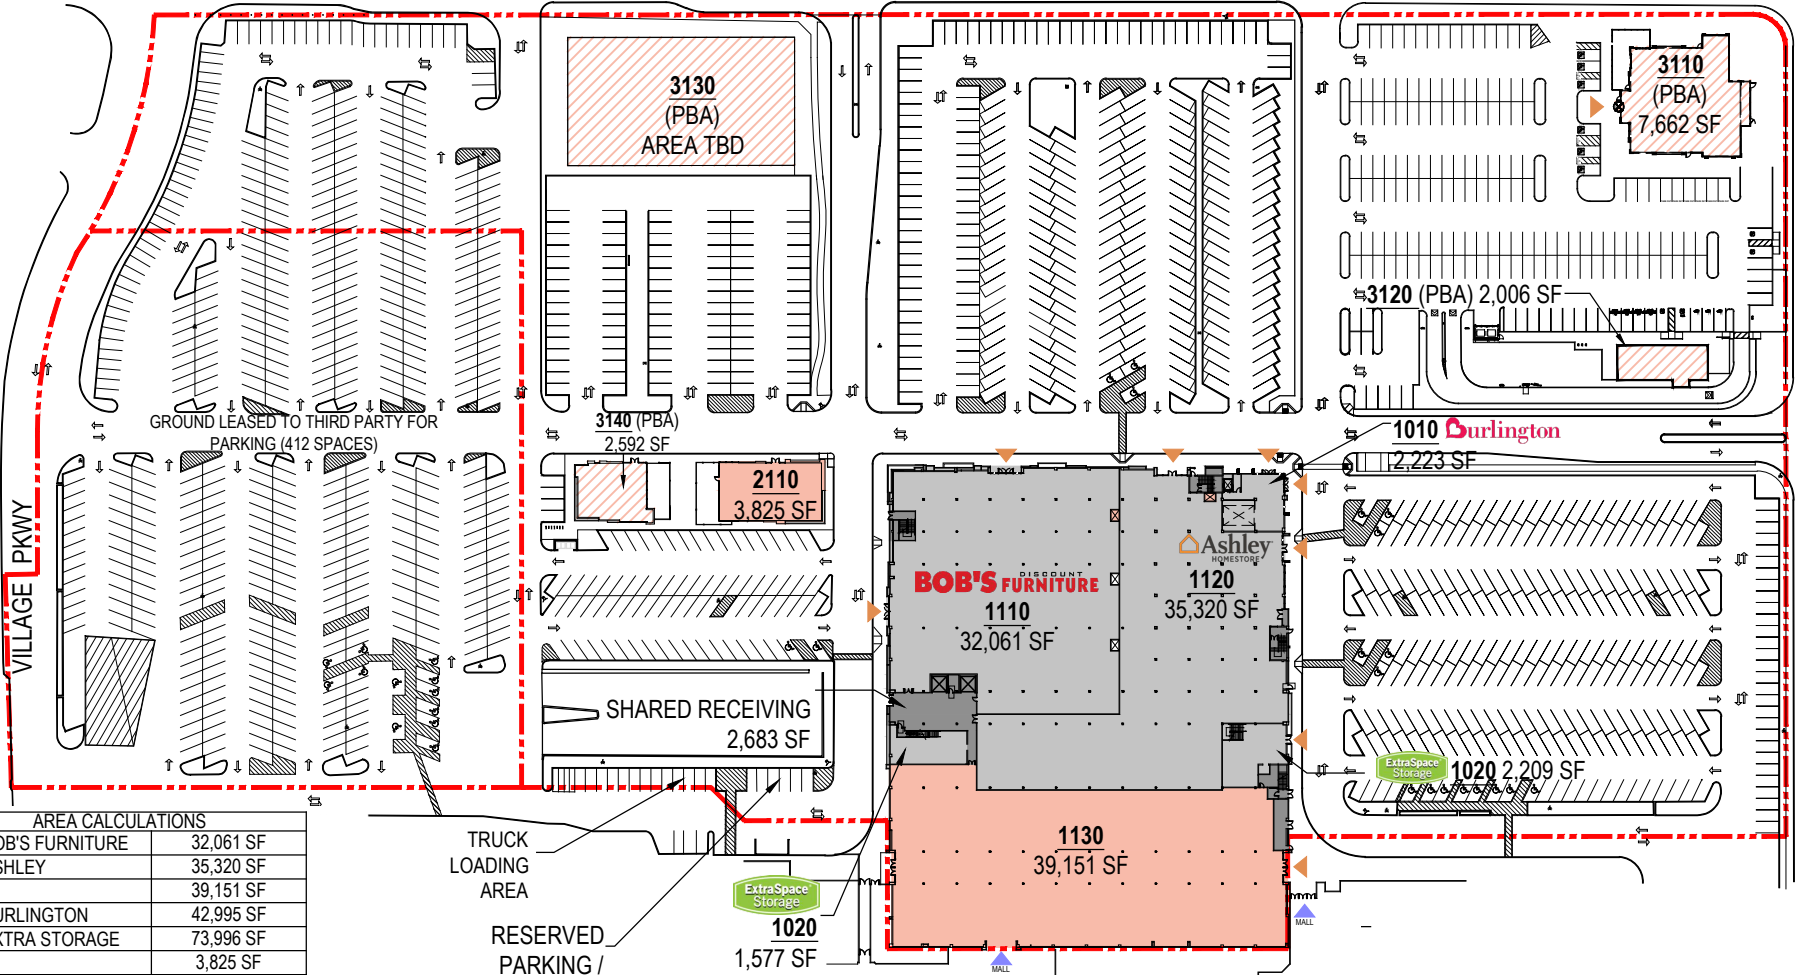 3130
(PBA)
AREA TBD
3110
(PBA)
7,662 SF
3120 (PBA) 2,006 SF
GROUND LEASED TO THIRD PARTY FOR
PARKING (412 SPACES)
3140 (PBA)
2,592 SF
2110
3,825 SF
1010 Burlington
2,223 SF
VILLAGE PKWY
Ashley
HOMESTORE
BOB'S DISCOUNT FURNITURE
1110
32,061 SF
1120
35,320 SF
SHARED RECEIVING
2,683 SF
ExtraSpace
Storage
1020 2,209 SF
1130
39,151 SF
TRUCK
LOADING
AREA
RESERVED
PARKING /
ExtraSpace
Storage
1020
1,577 SF
MALL
MALL
AREA CALCULATIONS
OB'S FURNITURE 32,061 SF
SHLEY 35,320 SF
39,151 SF
URLINGTON 42,995 SF
XTRA STORAGE 73,996 SF
3,825 SF